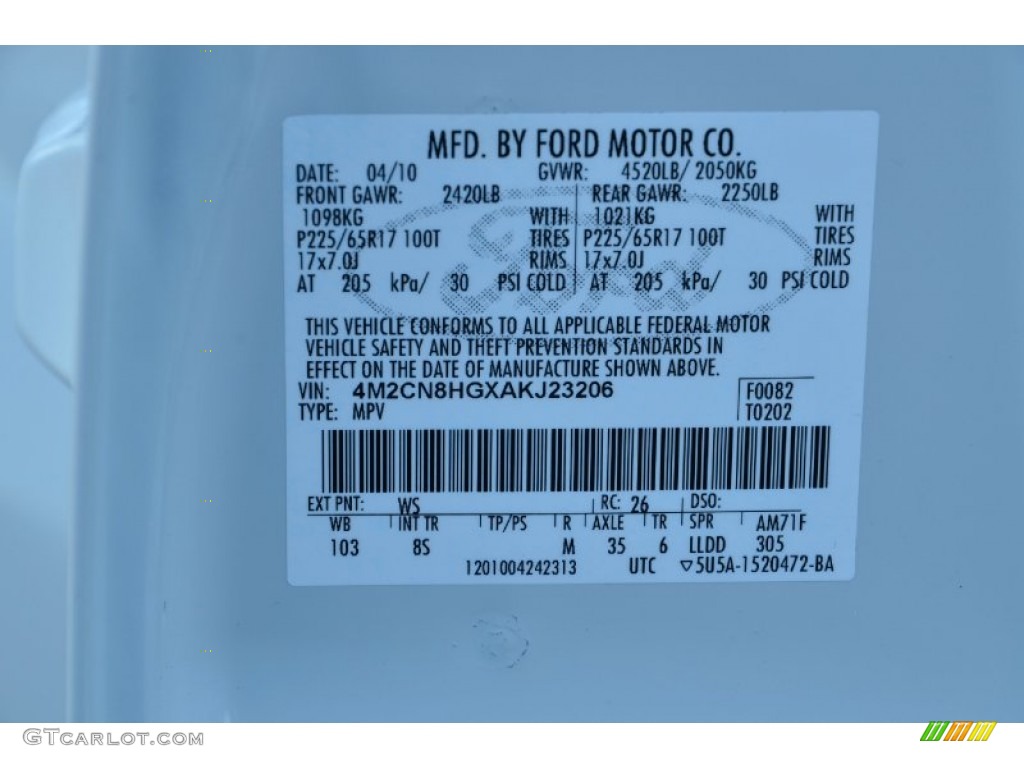 MFD. BY FORD MOTOR CO.
DATE: 04/10 GVWR: 4520LB/ 2050KG
FRONT GAWR: 2420LB REAR GAWR: 2250LB
1098KG WITH 1021KG WITH
P225/65R17 100T TIRES P225/65R17 100T TIRES
17x7.0J RIMS 17x7.0J RIMS
AT 205 kPa/ 30 PSI COLD AT 205 kPa/ 30 PSI COLD
Ford
THIS VEHICLE CONFORMS TO ALL APPLICABLE FEDERAL MOTOR
VEHICLE SAFETY AND THEFT PREVENTION STANDARDS IN
EFFECT ON THE DATE OF MANUFACTURE SHOWN ABOVE.
VIN: 4M2CN8HGXAKJ23206 F0082
TYPE: MPV T0202
EXT PNT: WS RC: 26 DSO:
WB INT TR TP/PS R AXLE TR SPR AM71F
103 8S M 35 6 LLDD 305
1201004242313 UTC ▽5U5A-1520472-BA
GTCARLOT.COM